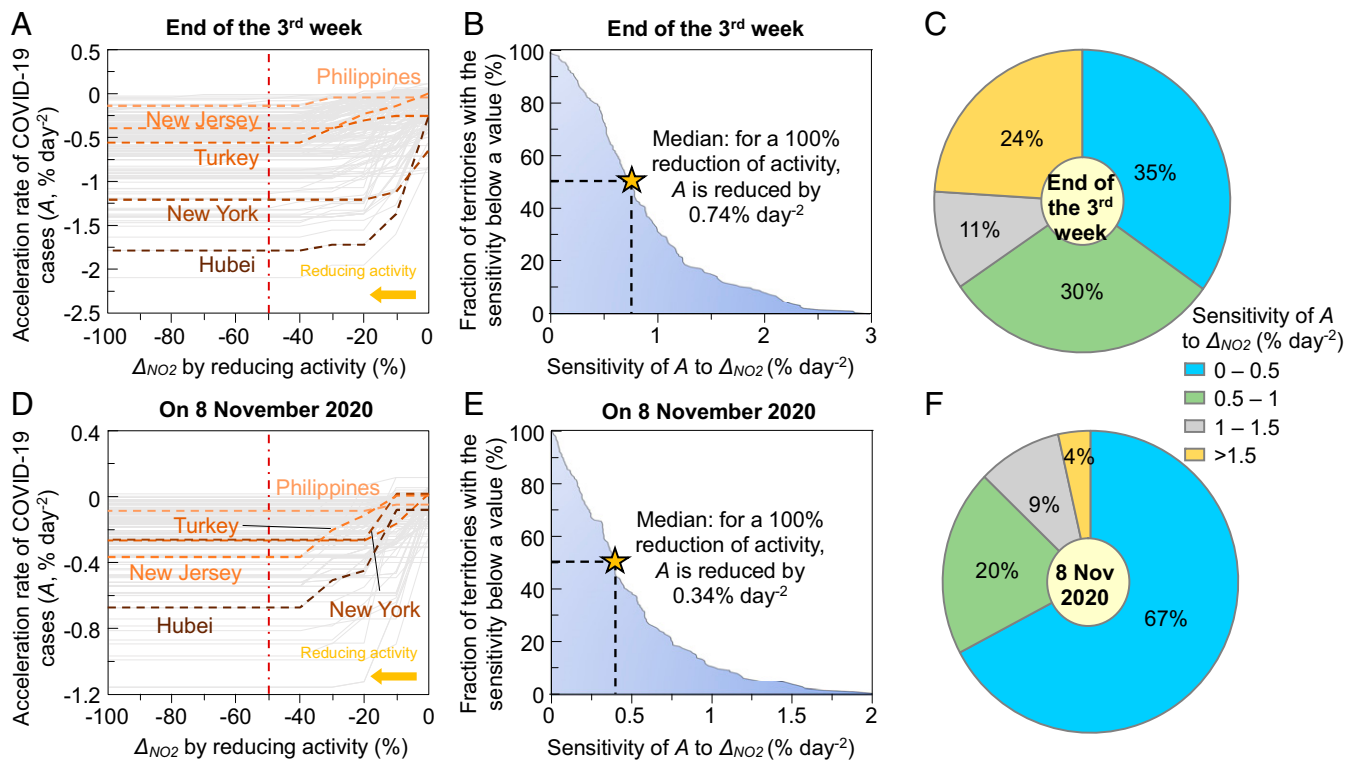 A
End of the 3rd week
0.5
0
-0.5
-1
-1.5
-2
-2.5
Acceleration rate of COVID-19
cases (A, % day-2)
Philippines
New Jersey
Turkey
New York
Hubei
Reducing activity
-100 -80 -60 -40 -20 0
ΔNO2 by reducing activity (%)
B
End of the 3rd week
100
80
60
40
20
0
Fraction of territories with the
sensitivity below a value (%)
Median: for a 100%
reduction of activity,
A is reduced by
0.74% day-2
0 1 2 3
Sensitivity of A to ΔNO2 (% day-2)
C
24%
35%
11%
30%
End of
the 3rd
week
Sensitivity of A
to ΔNO2 (% day-2)
0 – 0.5
0.5 – 1
1 – 1.5
>1.5
D
On 8 November 2020
0.4
0
-0.4
-0.8
-1.2
Acceleration rate of COVID-19
cases (A, % day-2)
Philippines
Turkey
New Jersey
New York
Hubei
Reducing activity
-100 -80 -60 -40 -20 0
ΔNO2 by reducing activity (%)
E
On 8 November 2020
100
80
60
40
20
0
Fraction of territories with the
sensitivity below a value (%)
Median: for a 100%
reduction of activity,
A is reduced by
0.34% day-2
0 0.5 1 1.5 2
Sensitivity of A to ΔNO2 (% day-2)
F
4%
9%
20%
67%
8 Nov
2020